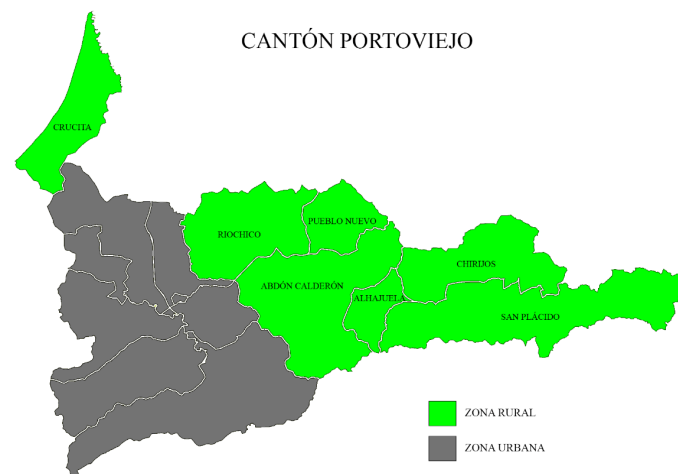 CANTÓN PORTOVIEJO
CRUCITA
PUEBLO NUEVO
RIOCHICO
CHIRIJOS
ABDÓN CALDERÓN
ALHAJUELA
SAN PLÁCIDO
ZONA RURAL
ZONA URBANA